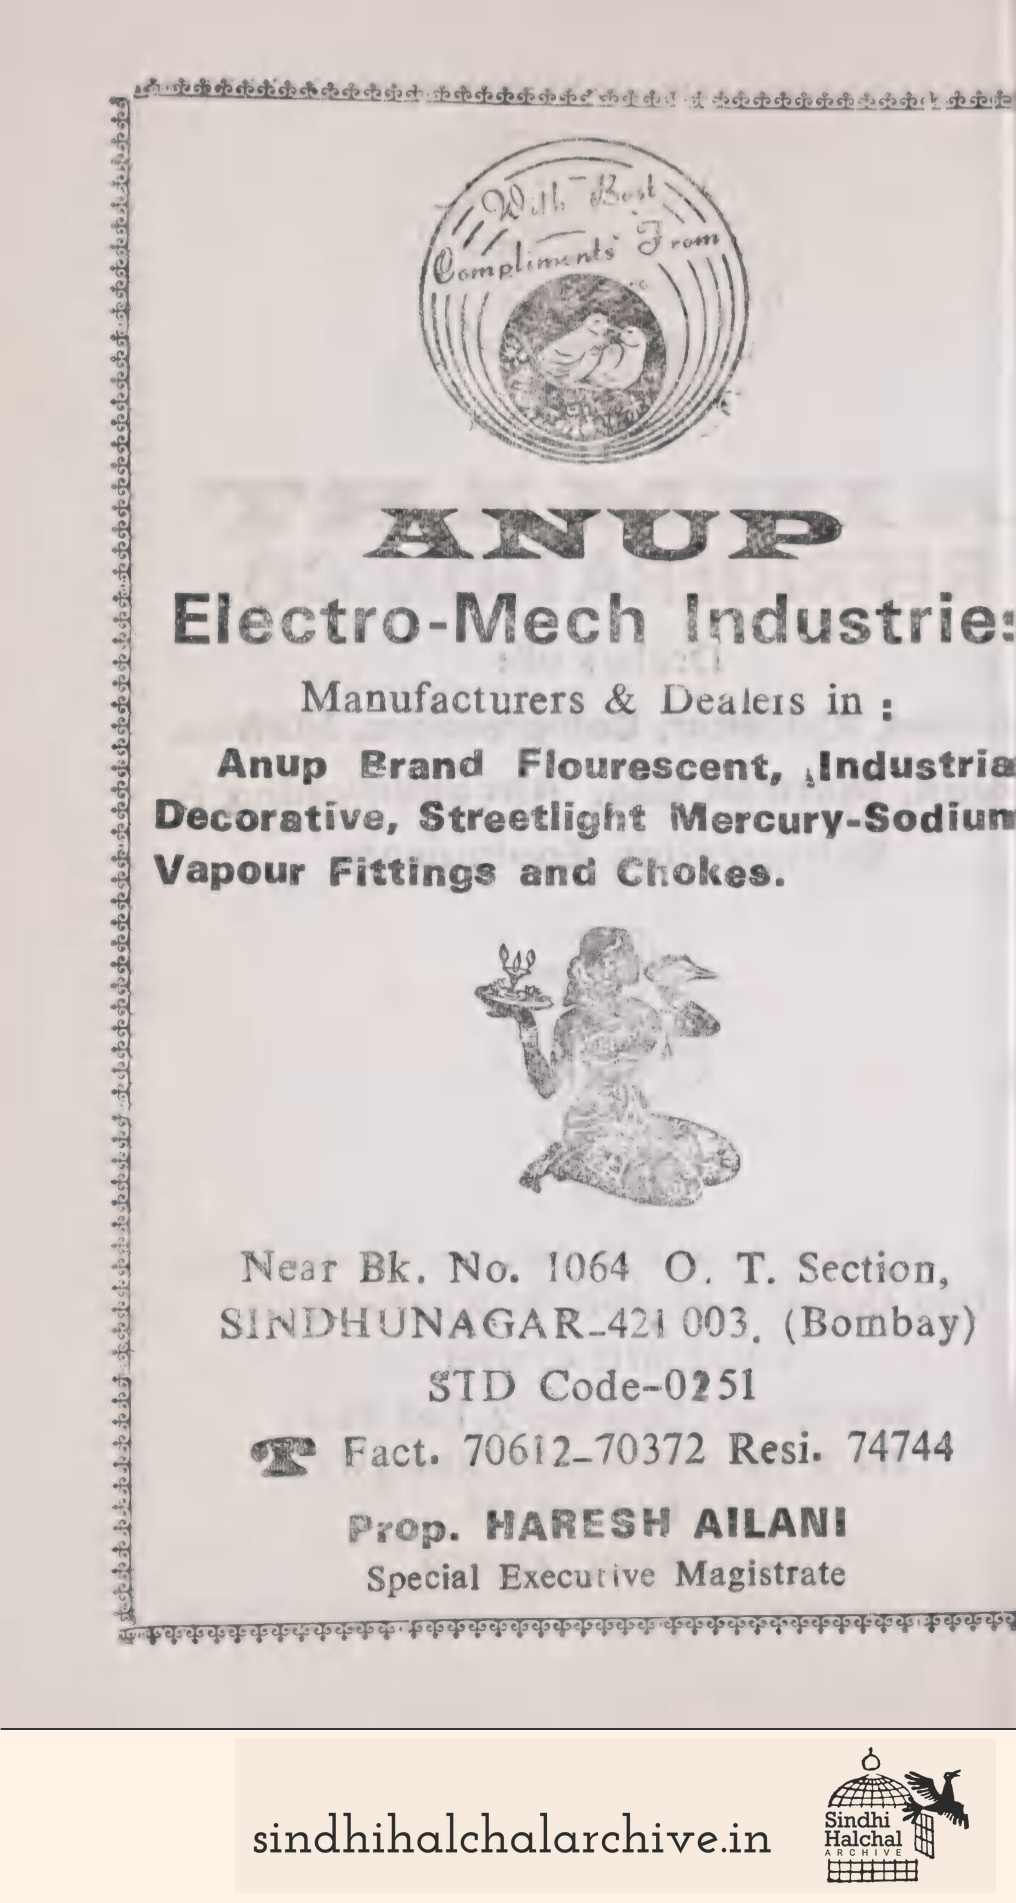 With Best
Compliments From
ANUP
Electro-Mech Industries
Manufacturers & Dealers in :
Anup Brand Flourescent, Industria
Decorative, Streetlight Mercury-Sodium
Vapour Fittings and Chokes.
Near Bk. No. 1064 O. T. Section,
SINDHUNAGAR-421 003. (Bombay)
STD Code-0251
Fact. 70612-70372 Resi. 74744
Prop. HARESH AILANI
Special Executive Magistrate
sindhihalchalarchive.in
Sindhi
Halchal
ARCHIVE